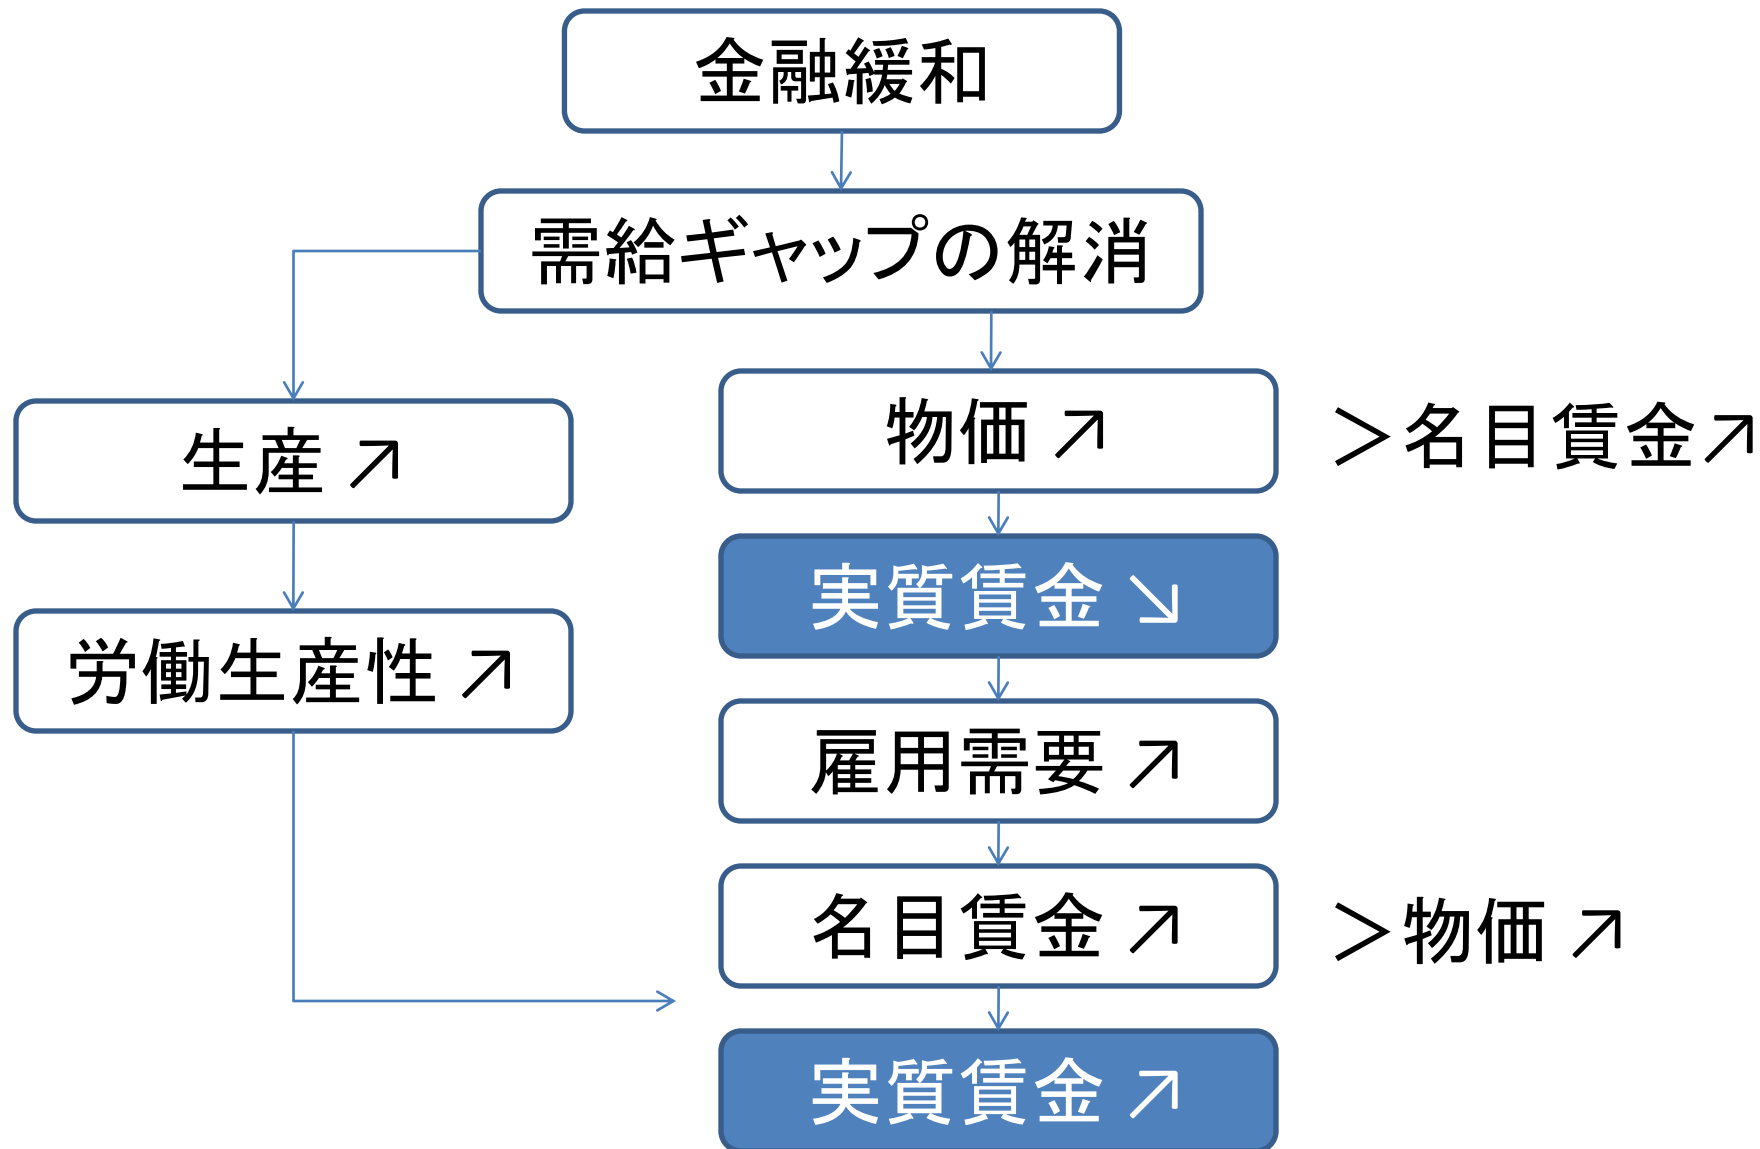 金融緩和
需給ギャップの解消
生産 ↗
労働生産性 ↗
物価 ↗
＞名目賃金↗
実質賃金 ↘
雇用需要 ↗
名目賃金 ↗
＞物価 ↗
実質賃金 ↗